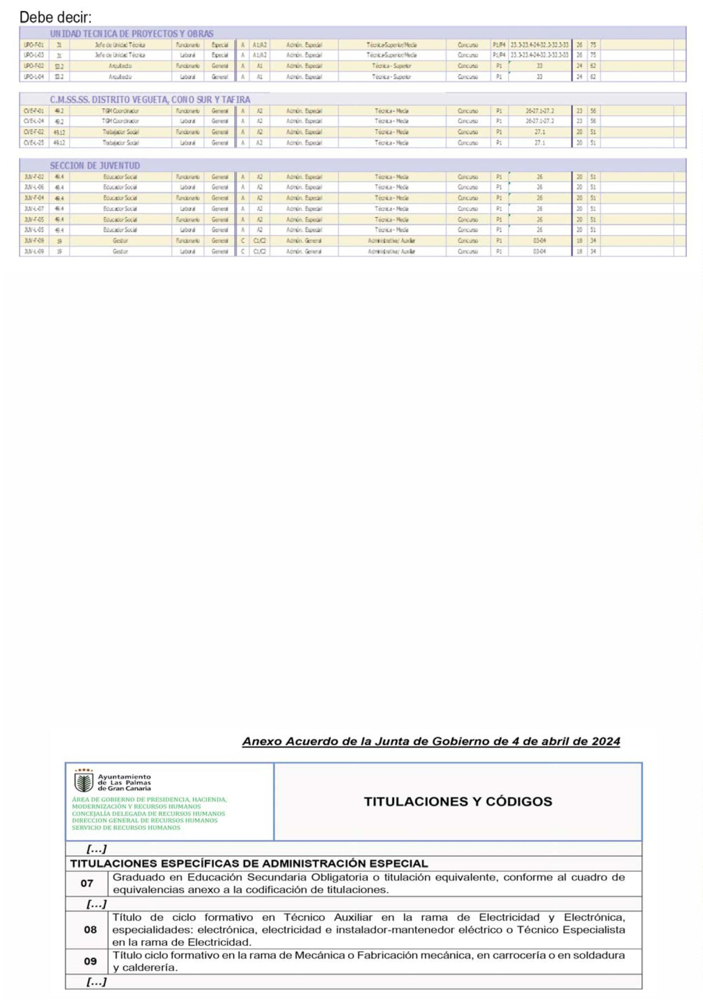 Debe decir:
UNIDAD TECNICA DE PROYECTOS Y OBRAS
UPO-F-01 31 Jefe de Unidad Técnica Funcionario Especial A A1/A2 Admón. Especial Técnica-Superior/Media Concurso P1/P4 23.3-23.4-24-32.2-32.3-33 26 75
UPO-L-03 31 Jefe de Unidad Técnica Laboral Especial A A1/A2 Admón. Especial Técnica-Superior/Media Concurso P1/P4 23.3-23.4-24-32.2-32.3-33 26 75
UPO-F-02 53.2 Arquitecto Funcionario General A A1 Admón. Especial Técnica - Superior Concurso P1 33 24 62
UPO-L-04 53.2 Arquitecto Laboral General A A1 Admón. Especial Técnica - Superior Concurso P1 33 24 62
C.M.SS.SS. DISTRITO VEGUETA, CONO SUR Y TAFIRA
CVE-F-01 49.2 TGM Coordinador Funcionario General A A2 Admón. Especial Técnica - Media Concurso P1 26-27.1-27.2 23 56
CVE-L-24 49.2 TGM Coordinador Laboral General A A2 Admón. Especial Técnica - Media Concurso P1 26-27.1-27.2 23 56
CVE-F-02 49.12 Trabajador Social Funcionario General A A2 Admón. Especial Técnica - Media Concurso P1 27.1 20 51
CVE-L-25 49.12 Trabajador Social Laboral General A A2 Admón. Especial Técnica - Media Concurso P1 27.1 20 51
SECCION DE JUVENTUD
JUV-F-02 49.4 Educador Social Funcionario General A A2 Admón. Especial Técnica - Media Concurso P1 26 20 51
JUV-L-06 49.4 Educador Social Laboral General A A2 Admón. Especial Técnica - Media Concurso P1 26 20 51
JUV-F-04 49.4 Educador Social Funcionario General A A2 Admón. Especial Técnica - Media Concurso P1 26 20 51
JUV-L-07 49.4 Educador Social Laboral General A A2 Admón. Especial Técnica - Media Concurso P1 26 20 51
JUV-F-05 49.4 Educador Social Funcionario General A A2 Admón. Especial Técnica - Media Concurso P1 26 20 51
JUV-L-05 49.4 Educador Social Laboral General A A2 Admón. Especial Técnica - Media Concurso P1 26 20 51
JUV-F-09 19 Gestor Funcionario General C C1/C2 Admón. General Administrativa/ Auxiliar Concurso P1 03-04 18 34
JUV-L-09 19 Gestor Laboral General C C1/C2 Admón. General Administrativa/ Auxiliar Concurso P1 03-04 18 34
Anexo Acuerdo de la Junta de Gobierno de 4 de abril de 2024
Ayuntamiento
de Las Palmas
de Gran Canaria
ÁREA DE GOBIERNO DE PRESIDENCIA, HACIENDA,
MODERNIZACIÓN Y RECURSOS HUMANOS
CONCEJALÍA DELEGADA DE RECURSOS HUMANOS
DIRECCION GENERAL DE RECURSOS HUMANOS
SERVICIO DE RECURSOS HUMANOS
TITULACIONES Y CÓDIGOS
[...]
TITULACIONES ESPECÍFICAS DE ADMINISTRACIÓN ESPECIAL
07 Graduado en Educación Secundaria Obligatoria o titulación equivalente, conforme al cuadro de
equivalencias anexo a la codificación de titulaciones.
[...]
08 Título de ciclo formativo en Técnico Auxiliar en la rama de Electricidad y Electrónica,
especialidades: electrónica, electricidad e instalador-mantenedor eléctrico o Técnico Especialista
en la rama de Electricidad.
09 Título ciclo formativo en la rama de Mecánica o Fabricación mecánica, en carrocería o en soldadura
y calderería.
[...]